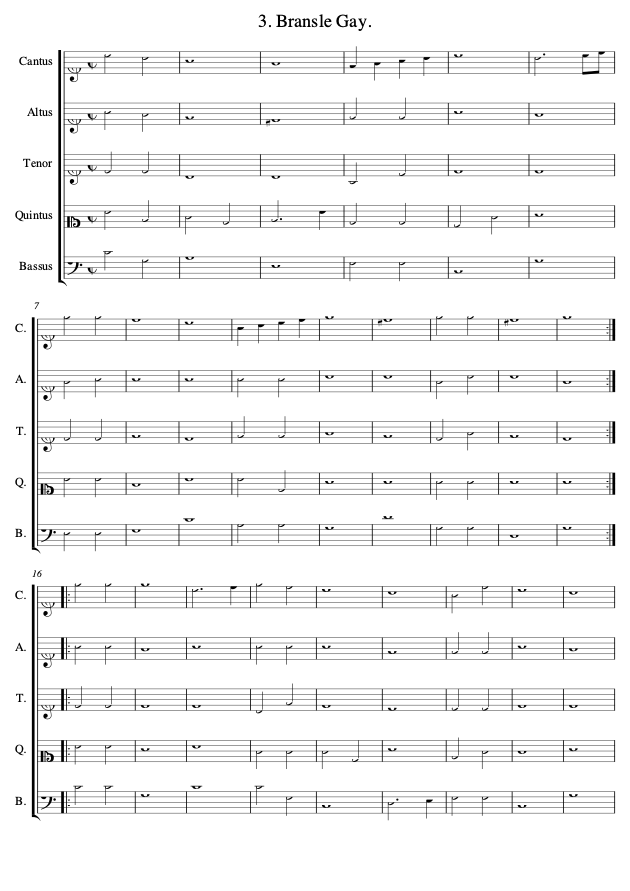 3. Bransle Gay.
Cantus
Altus
Tenor
Quintus
Bassus
7
C.
A.
T.
Q.
B.
16
C.
A.
T.
Q.
B.